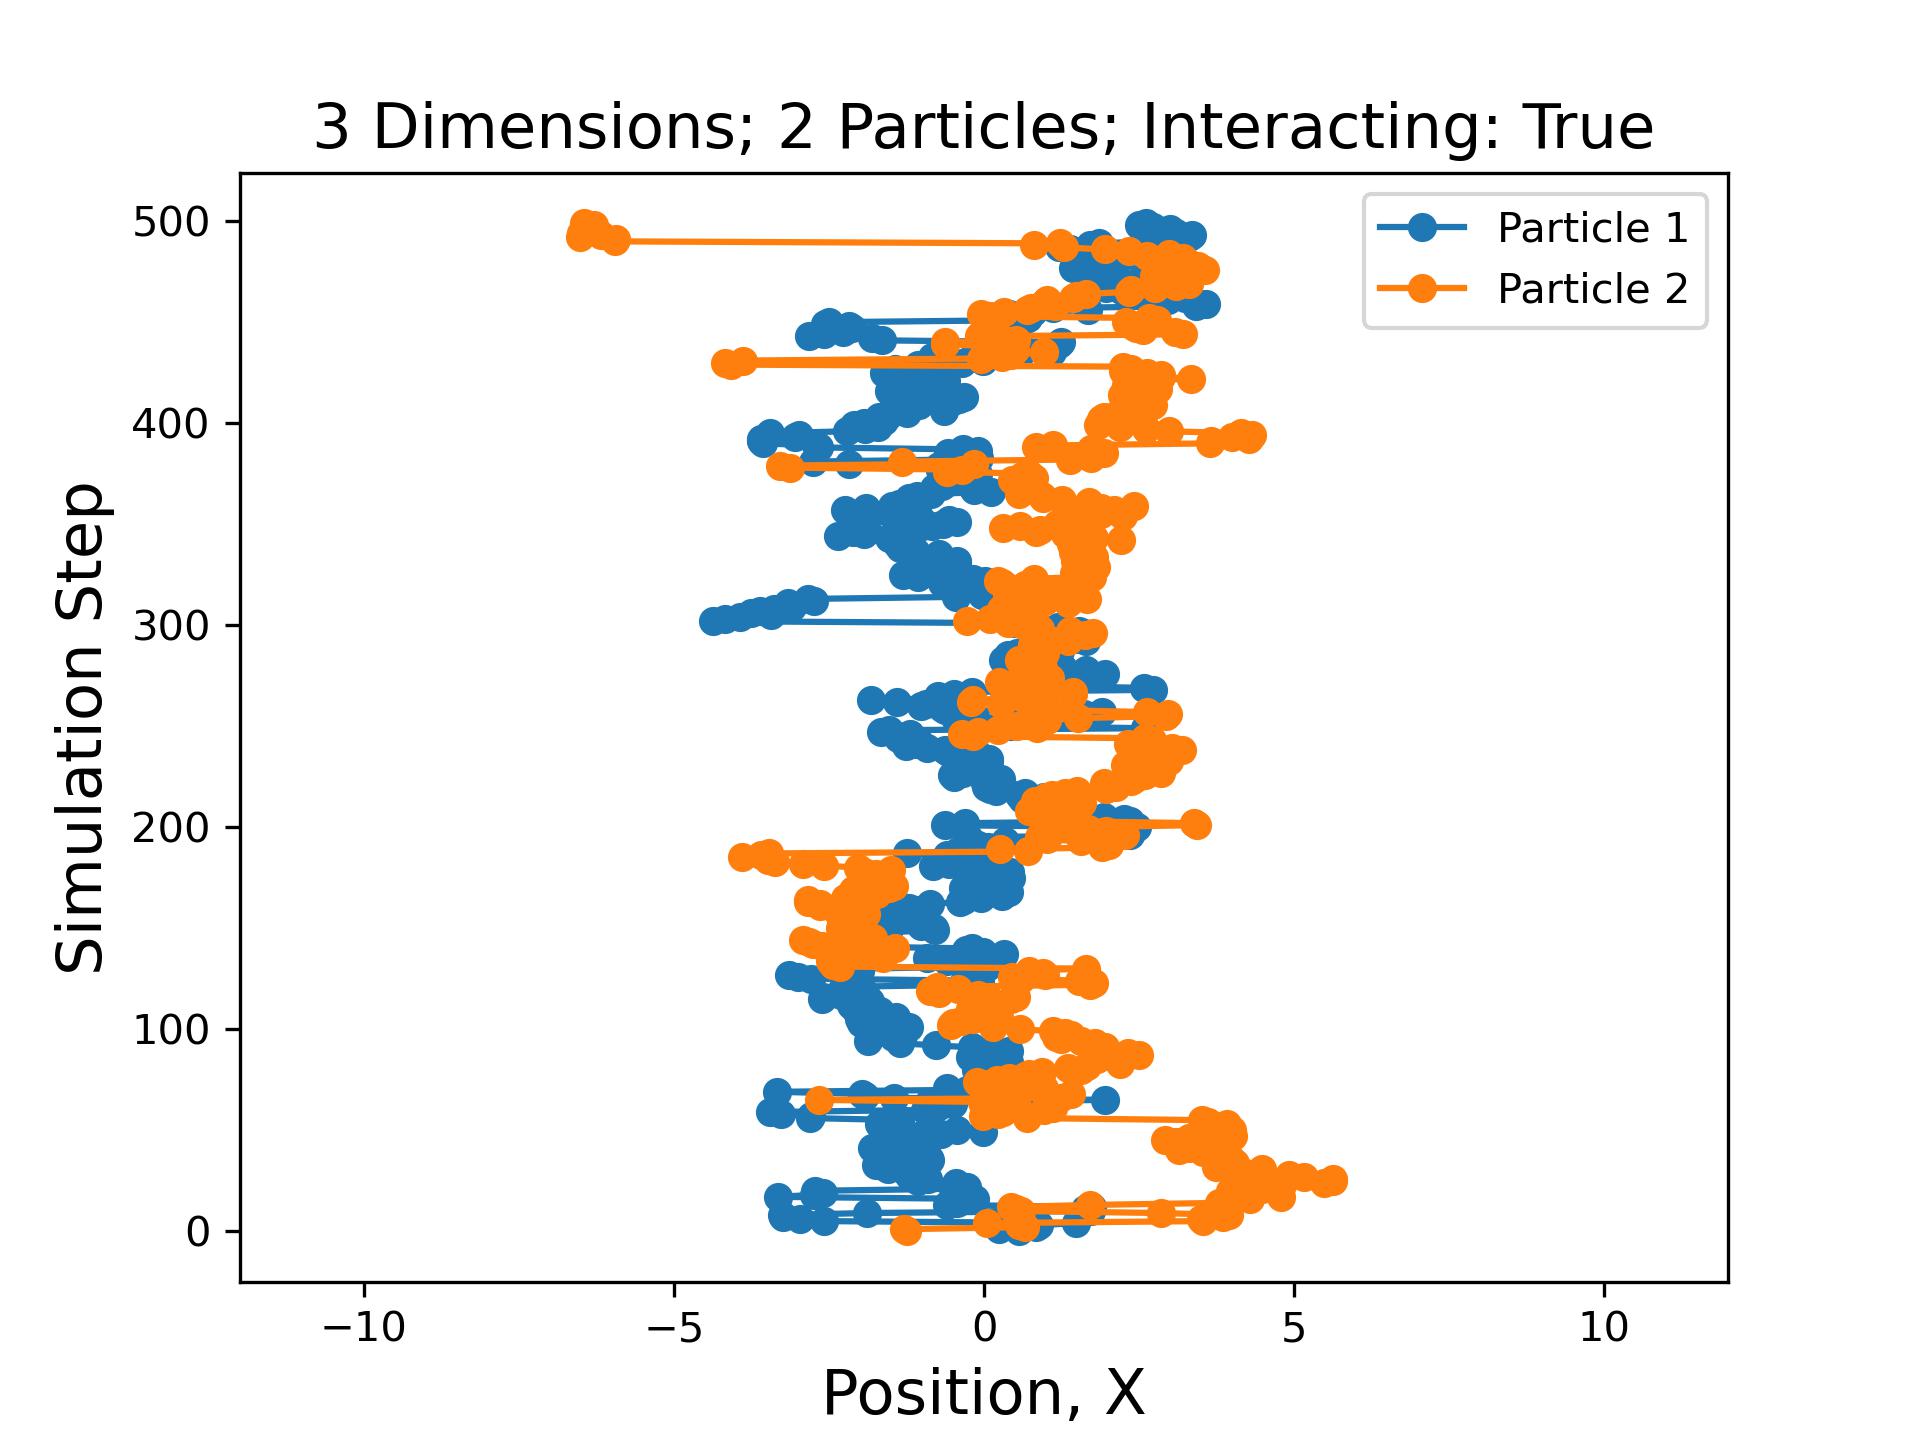 3 Dimensions; 2 Particles; Interacting: True
Particle 1
Particle 2
500
400
300
200
100
0
Simulation Step
−10
−5
0
5
10
Position, X